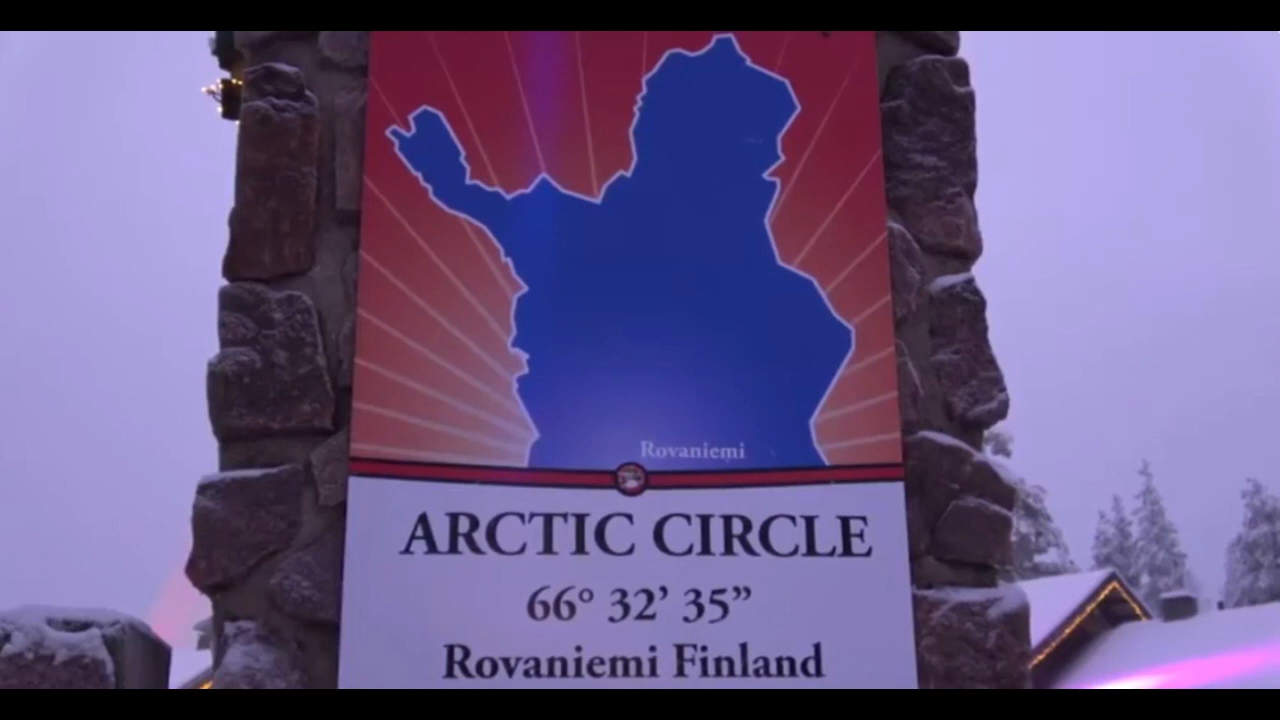 Rovaniemi
ARCTIC CIRCLE
66° 32’ 35”
Rovaniemi Finland